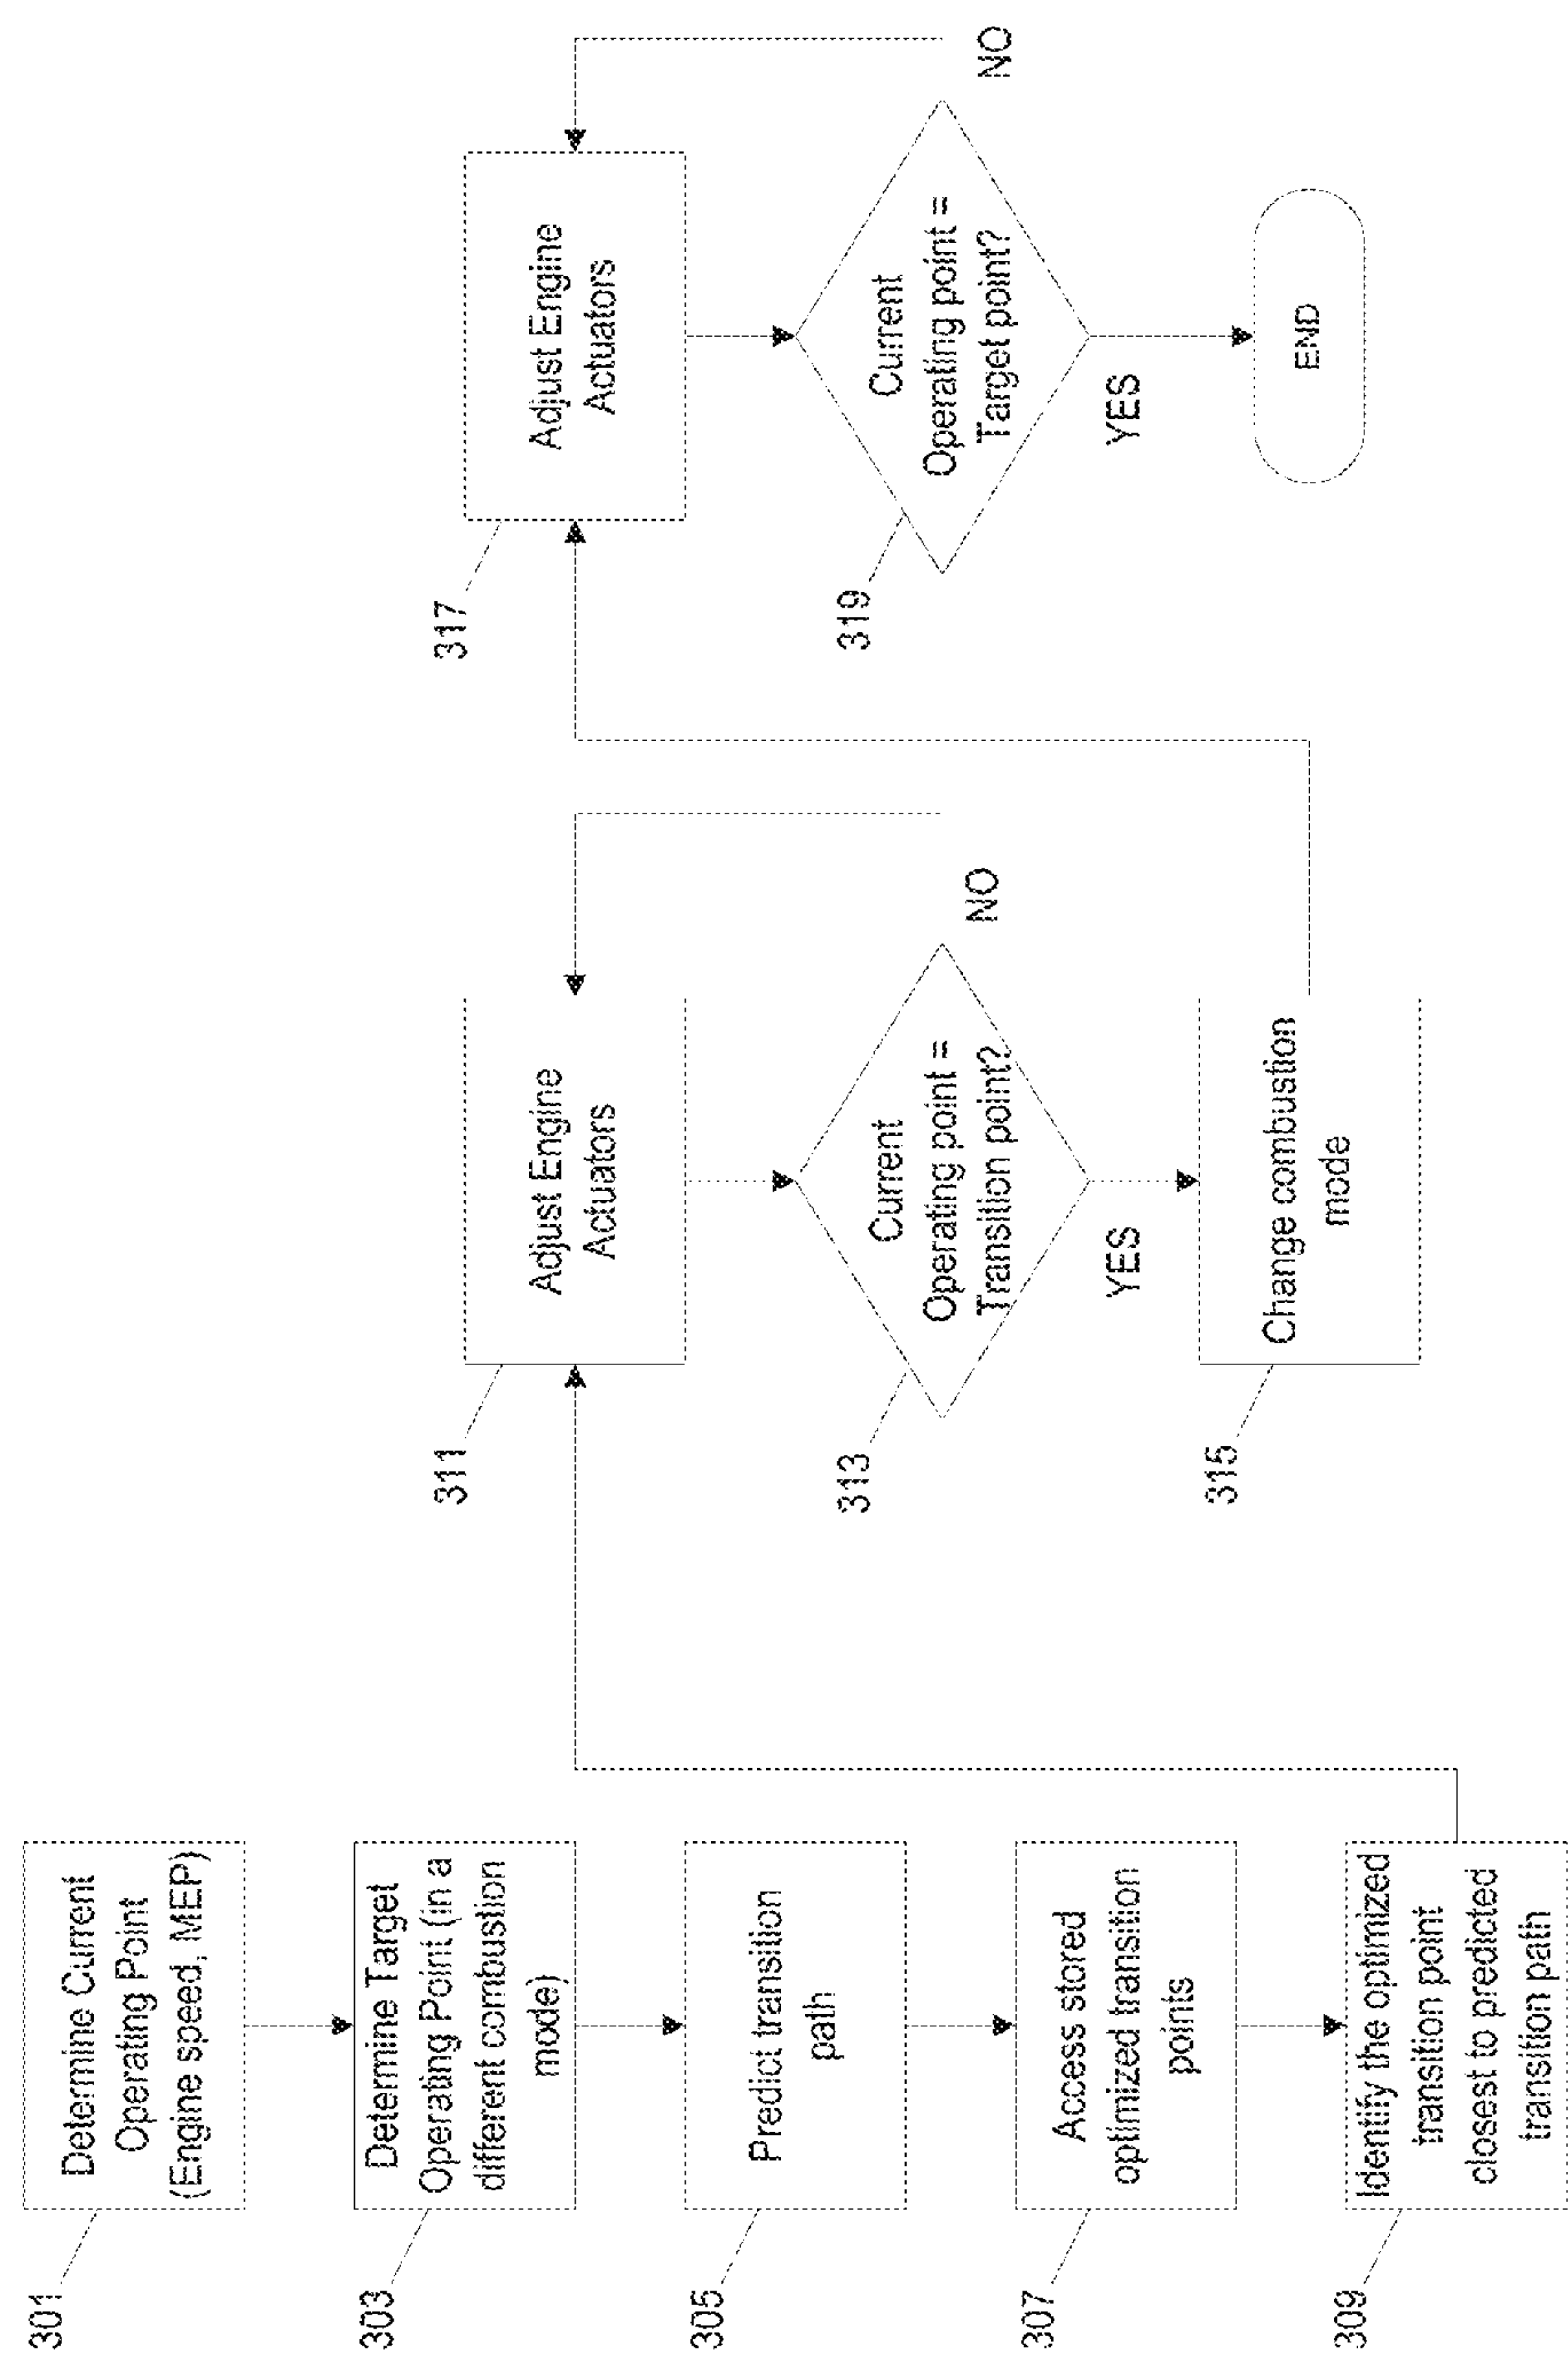 301
Determine Current
Operating Point
(Engine speed, MEP)
303
Determine Target
Operating Point (in a
different combustion
mode)
305
Predict transition
path
307
Access stored
optimized transition
points
309
Identify the optimized
transition point
closest to predicted
transition path
311
Adjust Engine
Actuators
313
Current
Operating point =
Transition point?
NO
YES
315
Change combustion
mode
317
Adjust Engine
Actuators
319
Current
Operating point =
Target point?
NO
YES
END